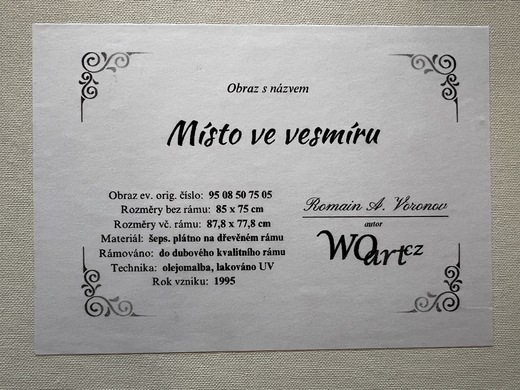 Obraz s názvem
Místo ve vesmíru
Obraz ev. orig. číslo: 95 08 50 75 05
Rozměry bez rámu: 85 x 75 cm
Rozměry vč. rámu: 87,8 x 77,8 cm
Materiál: šeps. plátno na dřevěném rámu
Rámováno: do dubového kvalitního rámu
Technika: olejomalba, lakováno UV
Rok vzniku: 1995
Romain A. Voronov
autor
WOartcz